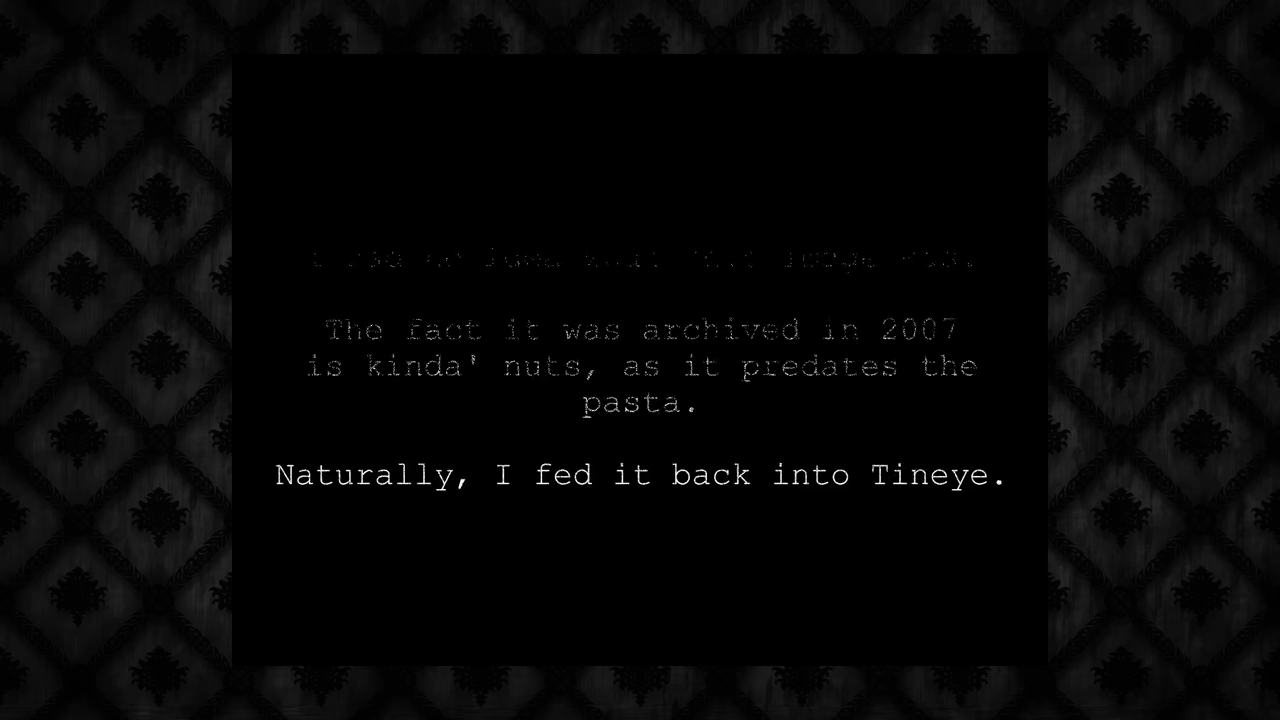 The fact it was archived in 2007
is kinda' nuts, as it predates the
pasta.
Naturally, I fed it back into Tineye.